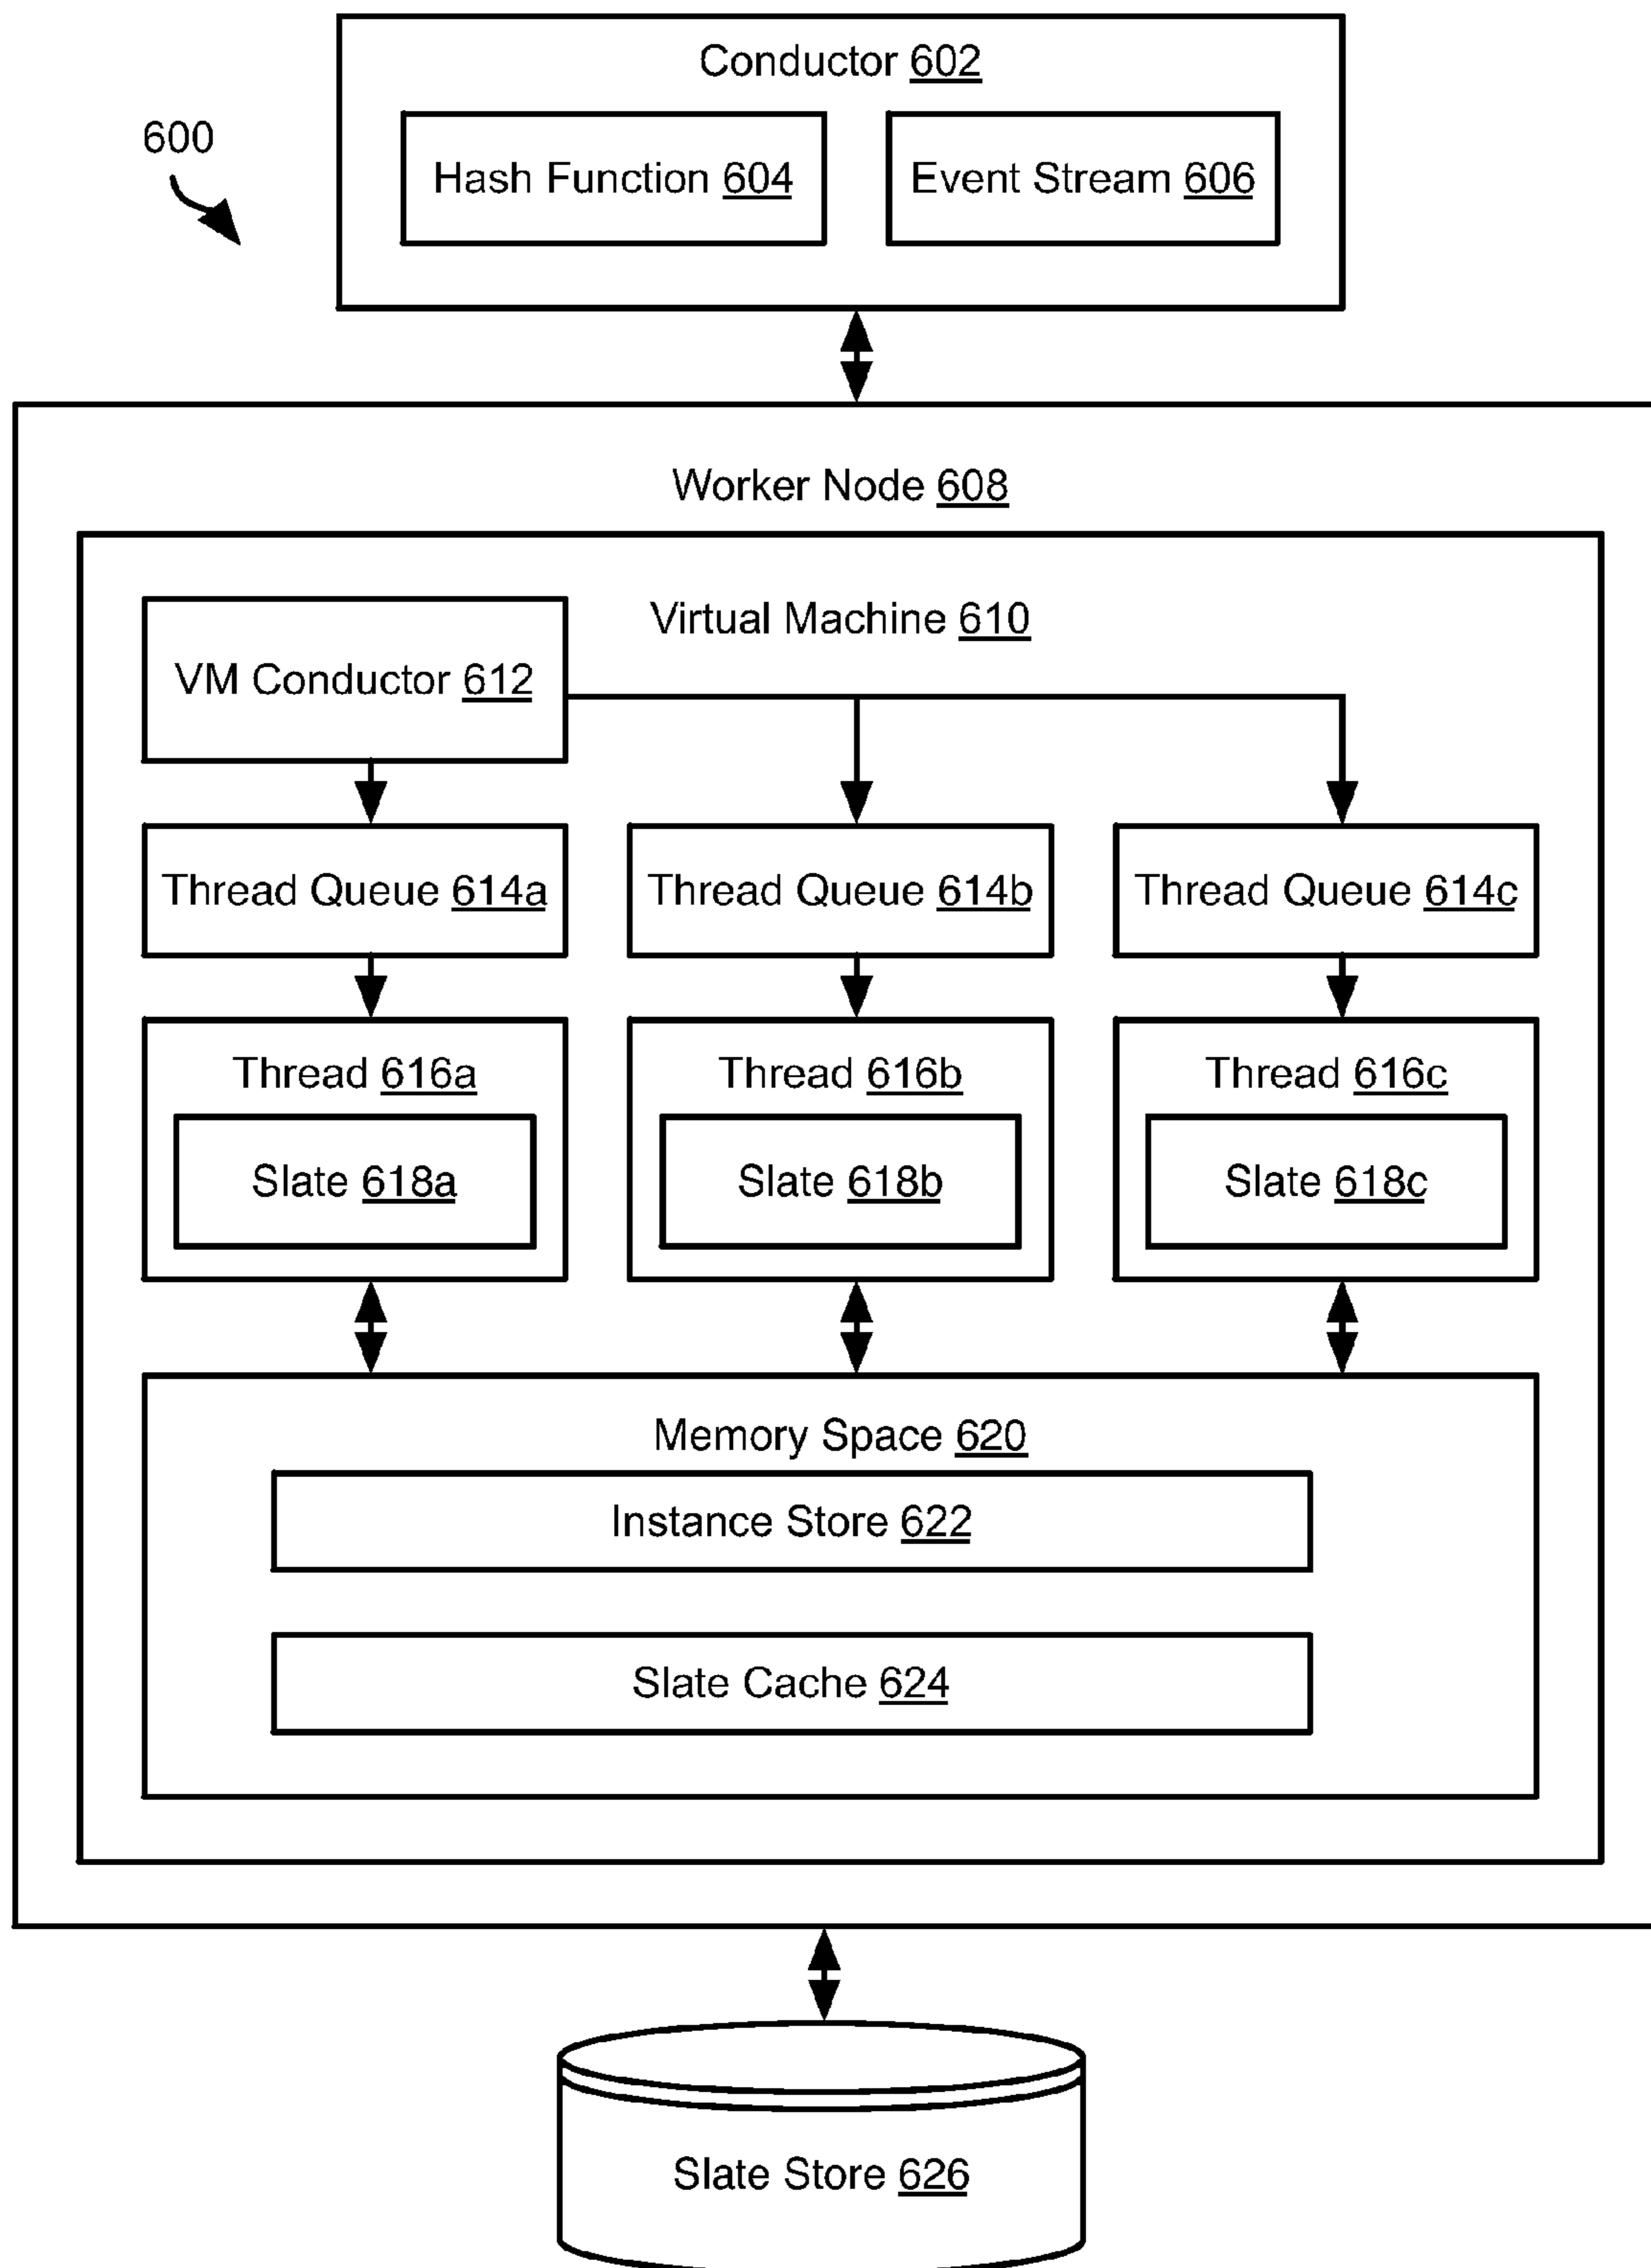 Conductor 602
600
Hash Function 604
Event Stream 606
Worker Node 608
Virtual Machine 610
VM Conductor 612
Thread Queue 614a
Thread Queue 614b
Thread Queue 614c
Thread 616a
Thread 616b
Thread 616c
Slate 618a
Slate 618b
Slate 618c
Memory Space 620
Instance Store 622
Slate Cache 624
Slate Store 626